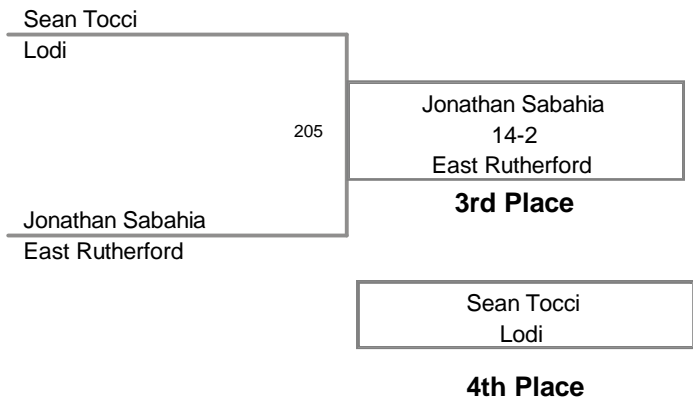 Sean Tocci
Lodi
205
Jonathan Sabahia
14-2
East Rutherford
3rd Place
Jonathan Sabahia
East Rutherford
Sean Tocci
Lodi
4th Place